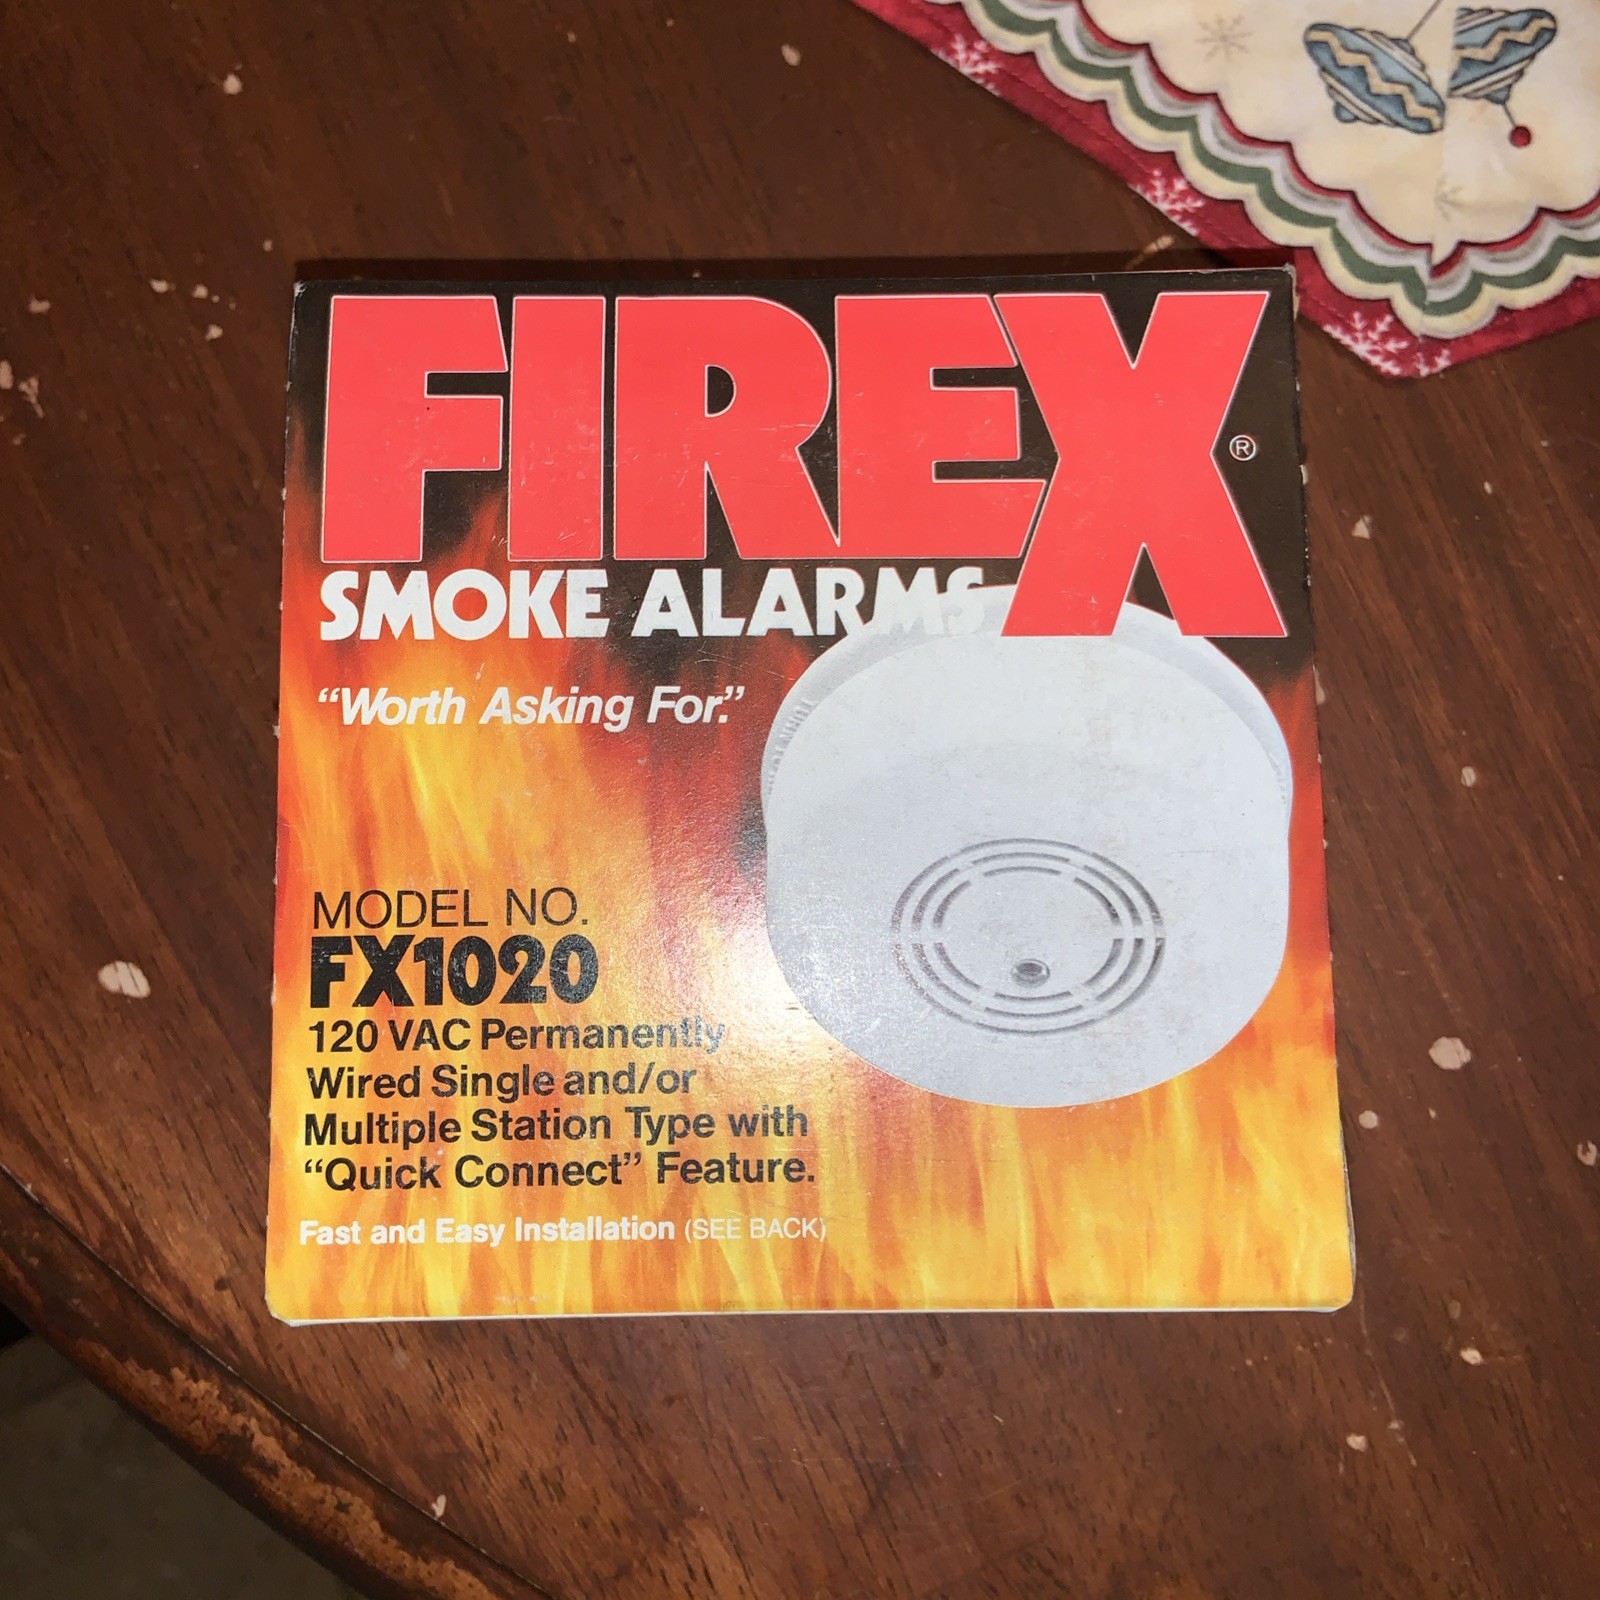 FIREX®
SMOKE ALARMS
“Worth Asking For.”
MODEL NO.
FX1020
120 VAC Permanently
Wired Single and/or
Multiple Station Type with
“Quick Connect” Feature.
Fast and Easy Installation (SEE BACK)